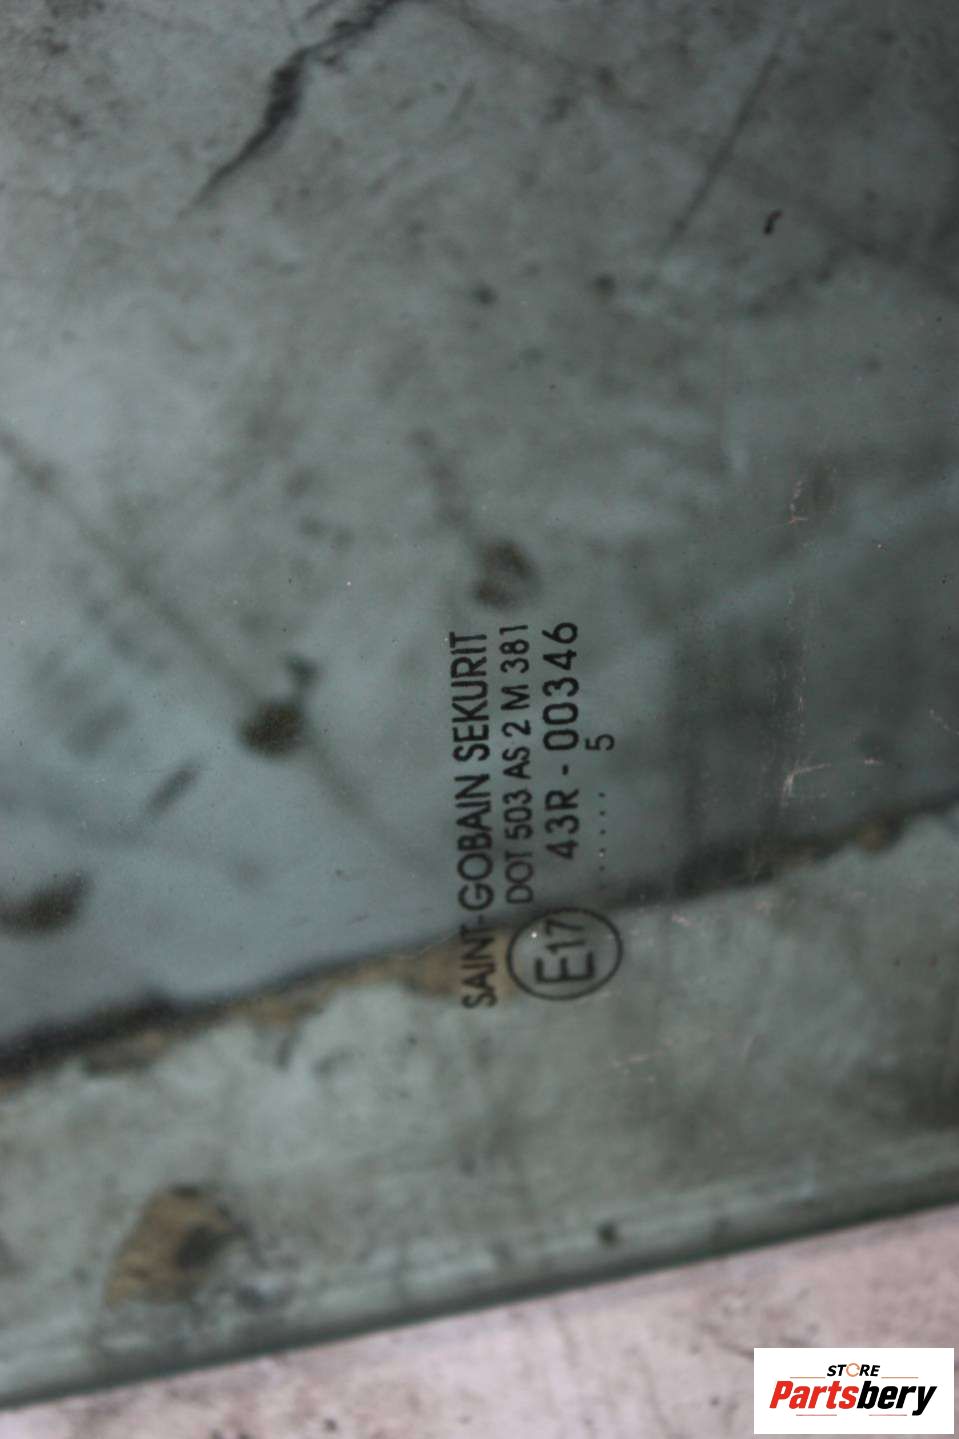 SAINT-GOBAIN SEKURIT
DOT 503 AS 2 M 381
E17 43R - 00346
...... 5
STORE
Partsbery